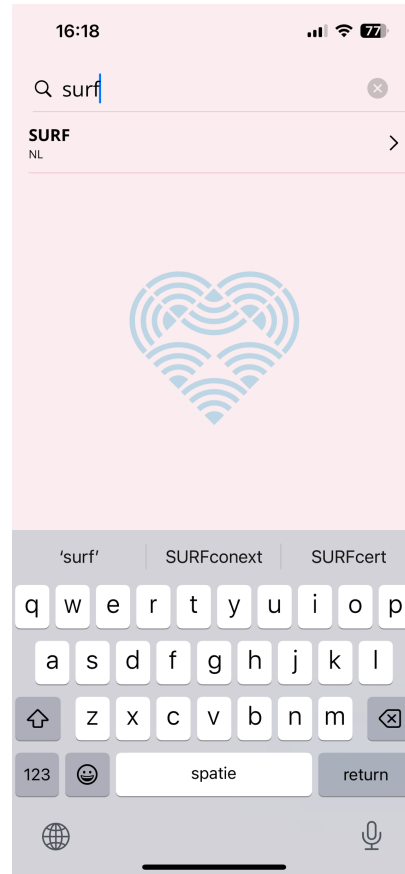 16:18
77
surf
SURF
NL
‘surf’ SURFconext SURFcert
q w e r t y u i o p
a s d f g h j k l
z x c v b n m
123 spatie return